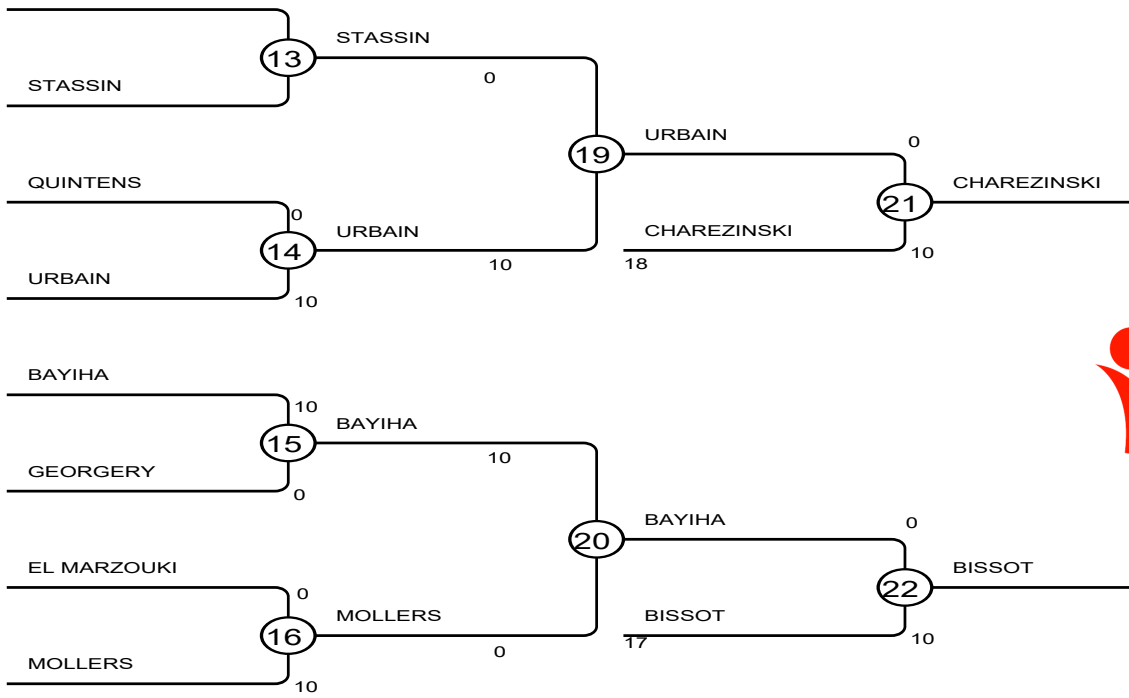 STASSIN
13
0
STASSIN
URBAIN
0
19
QUINTENS
CHAREZINSKI
21
0
URBAIN
CHAREZINSKI
14
10
18
10
URBAIN
10
BAYIHA
10
BAYIHA
15
10
GEORGERY
0
BAYIHA
0
20
EL MARZOUKI
BISSOT
22
0
MOLLERS
BISSOT
16
17
10
0
MOLLERS
10